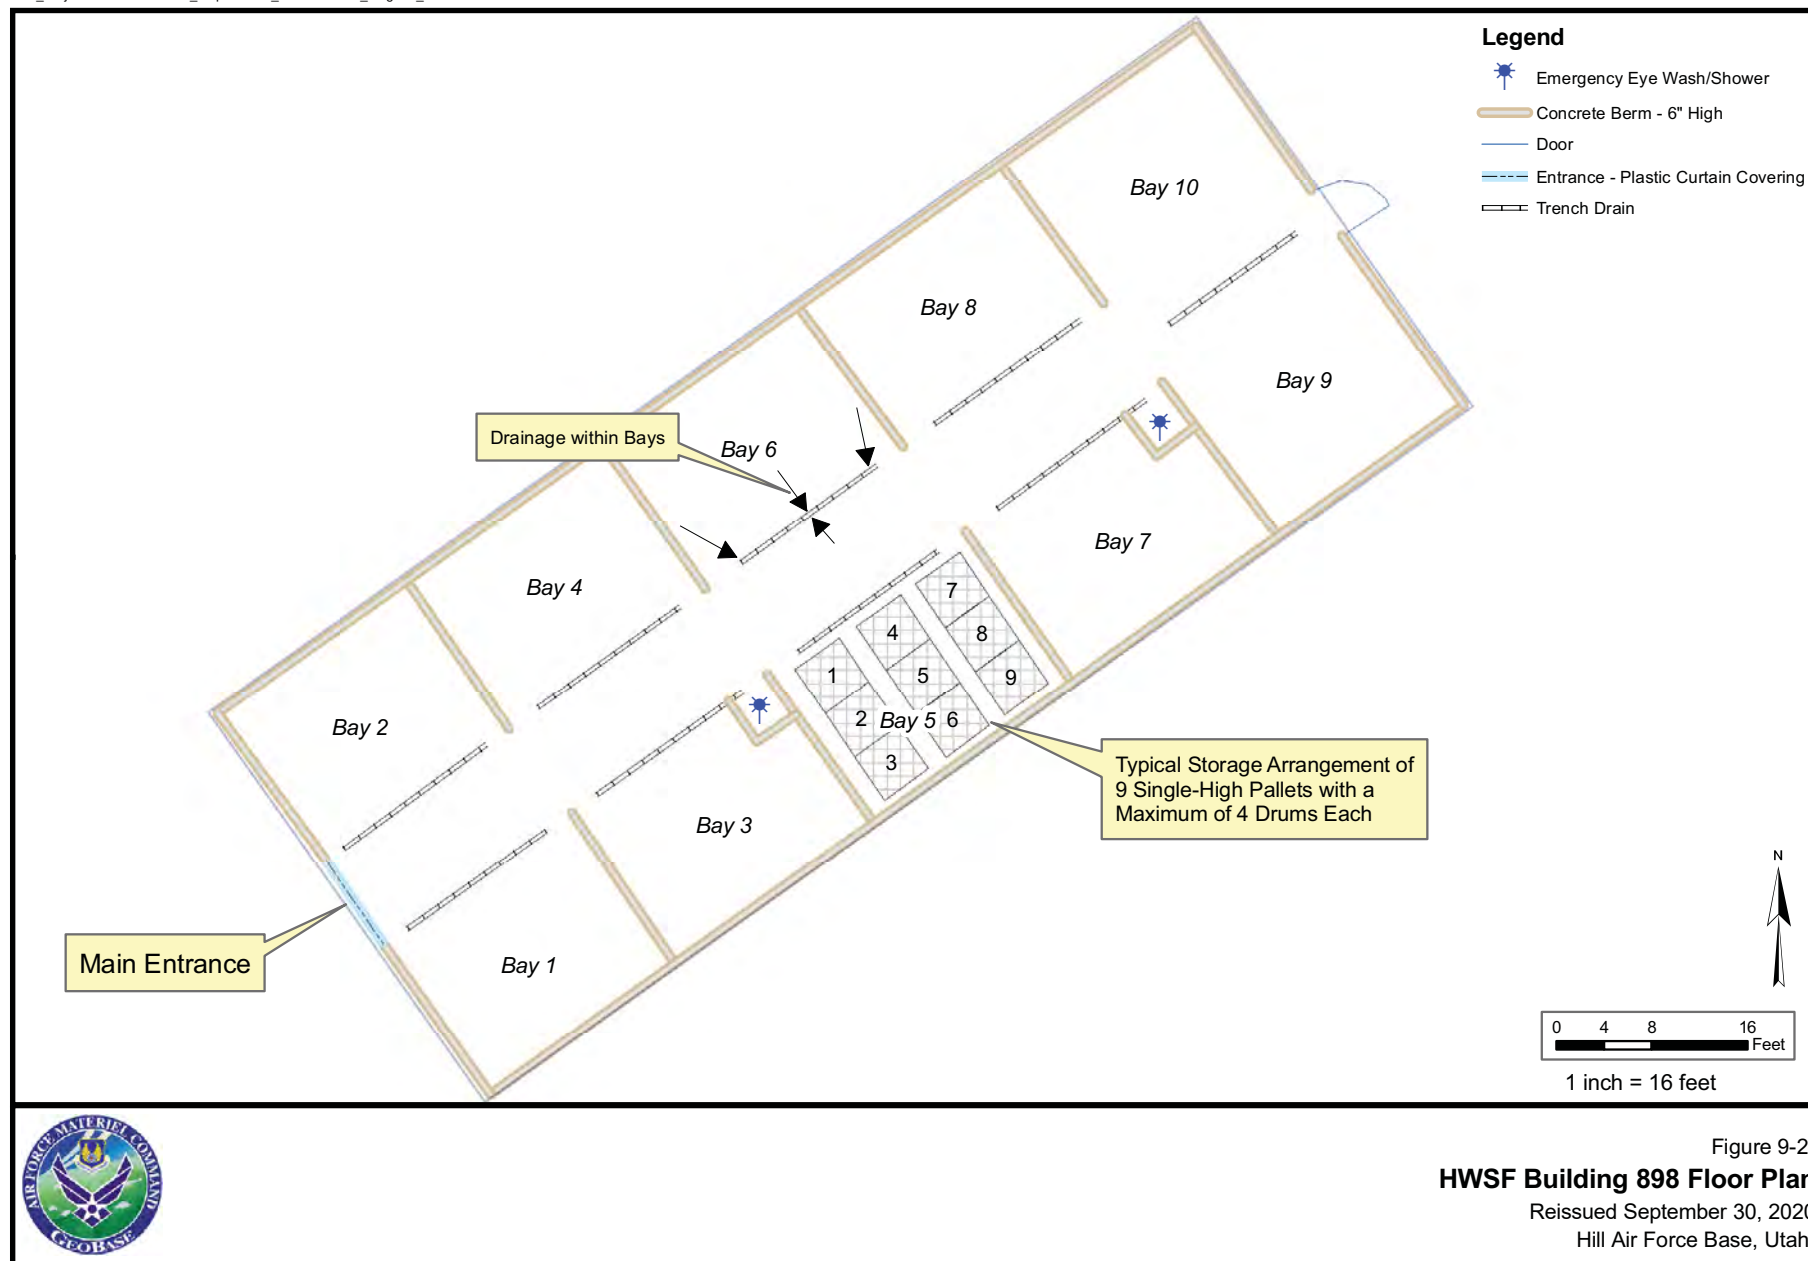 Legend
Emergency Eye Wash/Shower
Concrete Berm - 6" High
Door
Entrance - Plastic Curtain Covering
Trench Drain
Bay 10
Bay 8
Bay 9
Drainage within Bays
Bay 6
Bay 7
Bay 4
7
4
8
1
5
9
Bay 2
2
Bay 5
6
3
Typical Storage Arrangement of
9 Single-High Pallets with a
Maximum of 4 Drums Each
Bay 3
Main Entrance
Bay 1
N
0 4 8 16
Feet
1 inch = 16 feet
AIR FORCE MATERIEL COMMAND
GEOBASE
Figure 9-2
HWSF Building 898 Floor Plan
Reissued September 30, 2020
Hill Air Force Base, Utah